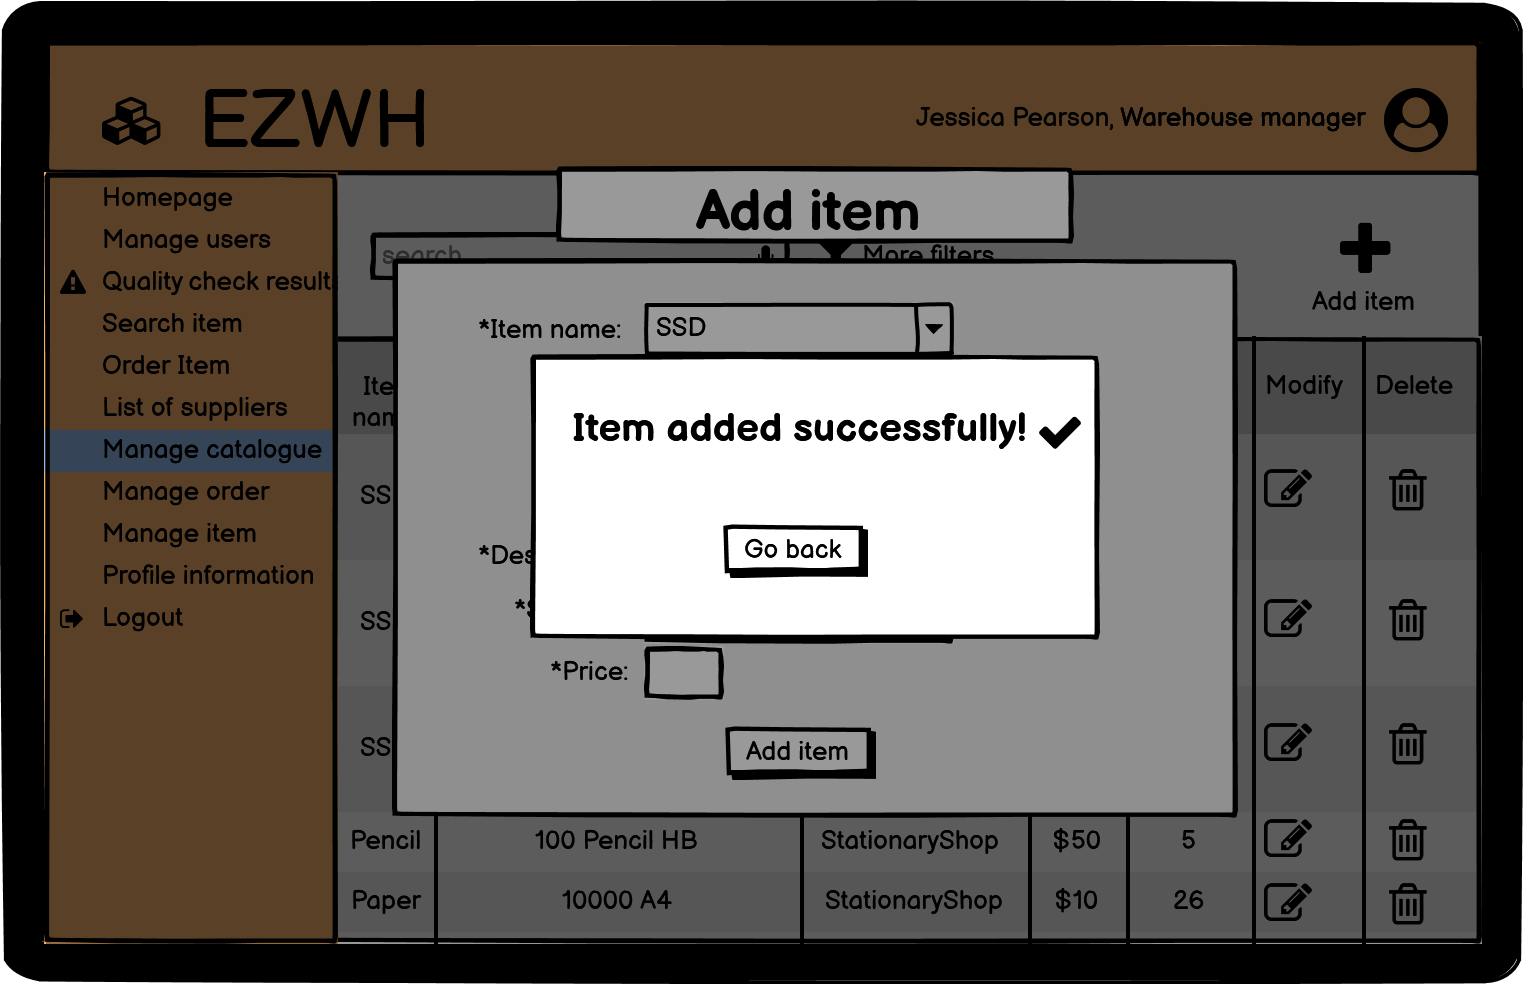 EZWH
Jessica Pearson, Warehouse manager
Homepage
Manage users
Quality check results
Search item
Order Item
List of suppliers
Manage catalogue
Manage order
Manage item
Profile information
Logout
Add item
search
More filters
Add item
*Item name:
SSD
Item added successfully!
Go back
*Des
*Price:
Add item
Ite
nam
Modify
Delete
SS
SS
SS
Pencil 100 Pencil HB StationaryShop $50 5
Paper 10000 A4 StationaryShop $10 26